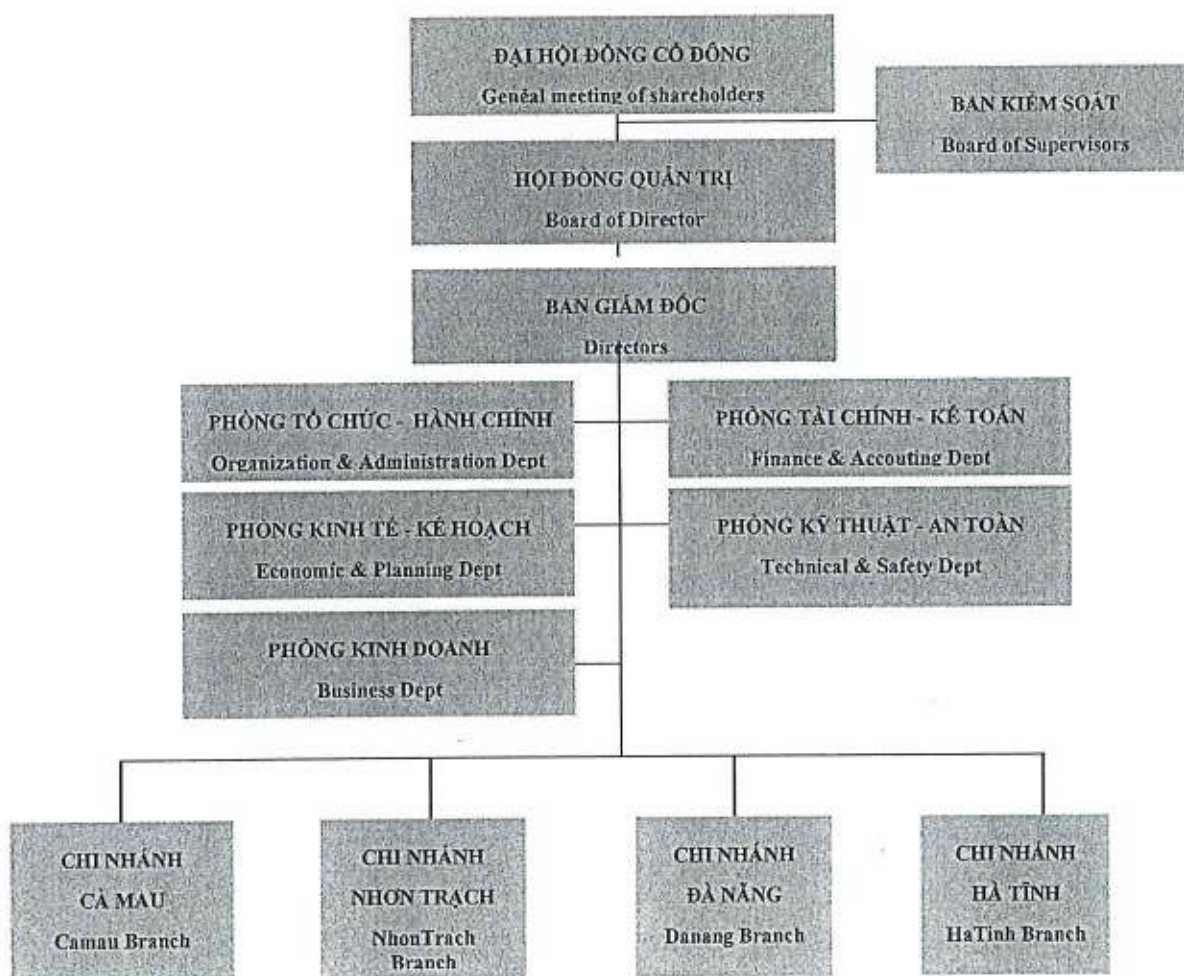 ĐẠI HỘI ĐỒNG CỔ ĐÔNG
Genéal meeting of shareholders
BAN KIỂM SOÁT
Board of Supervisors
HỘI ĐỒNG QUẢN TRỊ
Board of Director
BAN GIÁM ĐỐC
Directors
PHÒNG TỔ CHỨC - HÀNH CHÍNH
Organization & Administration Dept
PHÒNG TÀI CHÍNH - KẾ TOÁN
Finance & Accouting Dept
PHÒNG KINH TẾ - KẾ HOẠCH
Economic & Planning Dept
PHÒNG KỸ THUẬT - AN TOÀN
Technical & Safety Dept
PHÒNG KINH DOANH
Business Dept
CHI NHÁNH
CÀ MAU
Camau Branch
CHI NHÁNH
NHƠN TRẠCH
NhonTrach
Branch
CHI NHÁNH
ĐÀ NẴNG
Danang Branch
CHI NHÁNH
HÀ TĨNH
HaTinh Branch